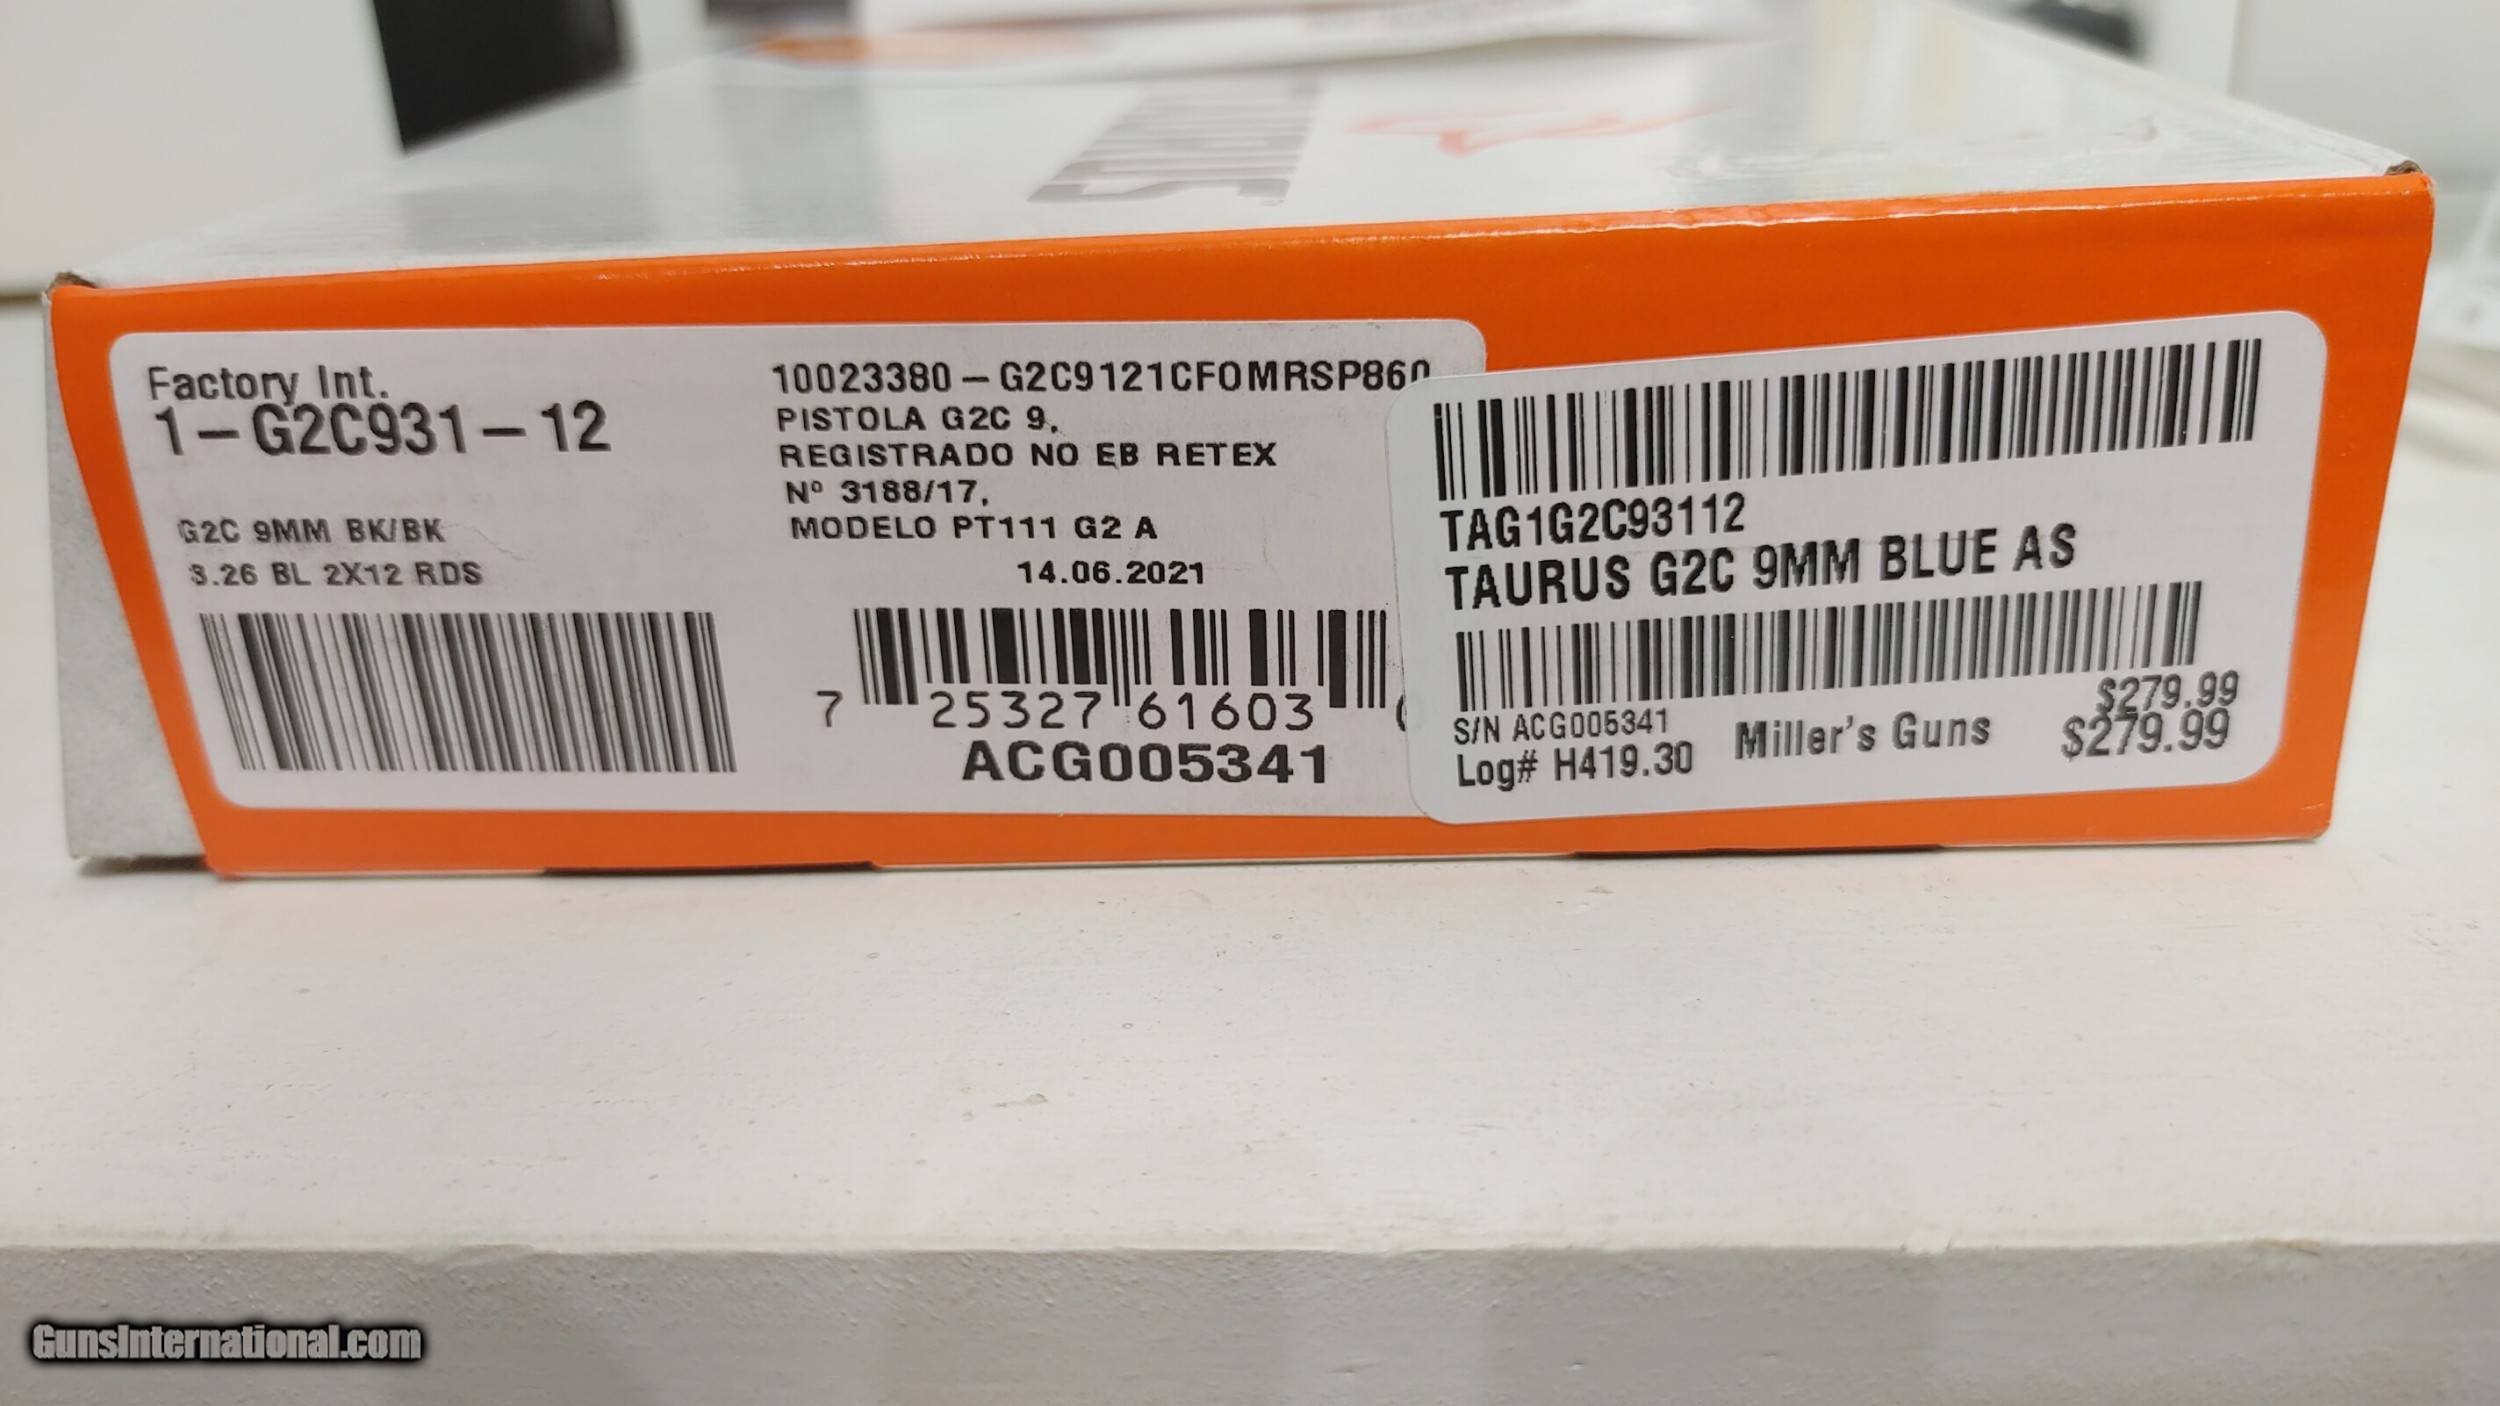 Factory Int.
1-G2C931-12
G2C 9MM BK/BK
3.26 BL 2X12 RDS
10023380-G2C9121CFOMRSP860
PISTOLA G2C 9,
REGISTRADO NO EB RETEX
Nº 3188/17,
MODELO PT111 G2 A
14.06.2021
7 25327 61603
ACG005341
TAG1G2C93112
TAURUS G2C 9MM BLUE AS
$279.99
S/N ACG005341
Log# H419.30 Miller's Guns $279.99
GunsInternational.com